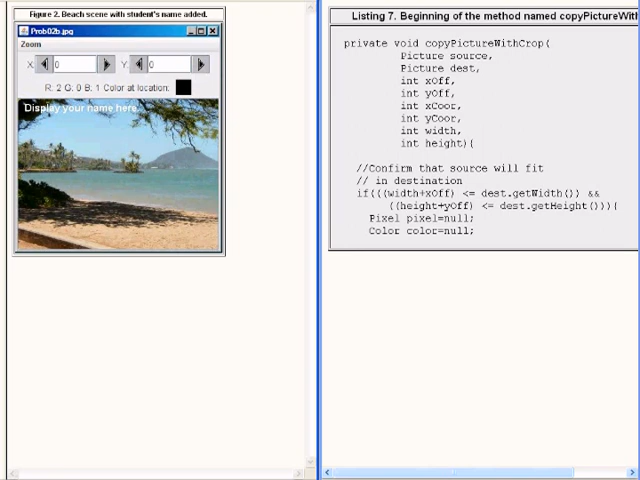 Figure 2. Beach scene with student's name added.
Prob02b.jpg
Zoom
X: 0 Y: 0
R: 2 G: 0 B: 1 Color at location:
Display your name here.
Listing 7. Beginning of the method named copyPictureWith
private void copyPictureWithCrop(
Picture source,
Picture dest,
int xOff,
int yOff,
int xCoor,
int yCoor,
int width,
int height){
//Confirm that source will fit
// in destination
if(((width+xOff) <= dest.getWidth()) &&
((height+yOff) <= dest.getHeight())){
Pixel pixel=null;
Color color=null;